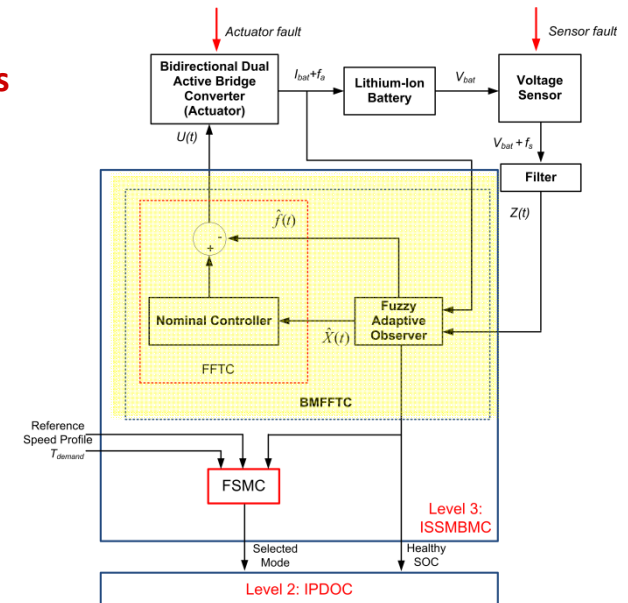 Actuator fault
Sensor fault
s
Bidirectional Dual
Active Bridge
Converter
(Actuator)
I_bat+f_a
Lithium-Ion
Battery
V_bat
Voltage
Sensor
U(t)
V_bat + f_s
Filter
Z(t)
f̂(t)
-
+
Nominal Controller
X̂(t)
Fuzzy
Adaptive
Observer
FFTC
BMFFTC
Reference
Speed Profile
T_demand
FSMC
Level 3:
ISSMBMC
Selected
Mode
Healthy
SOC
Level 2: IPDOC